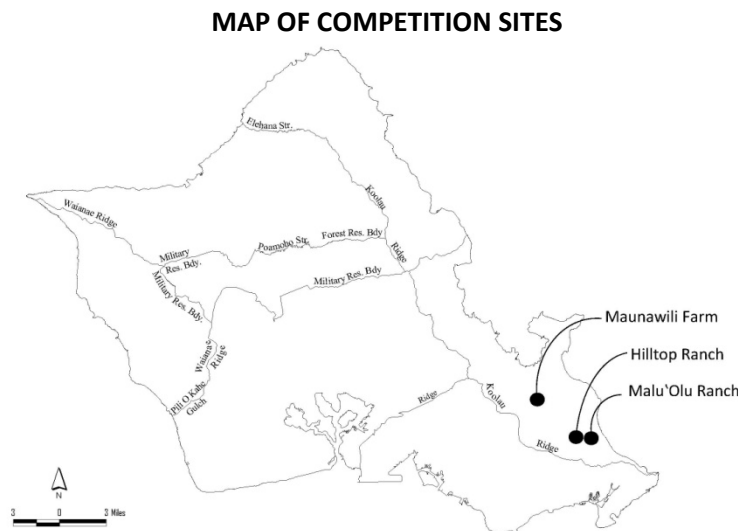 MAP OF COMPETITION SITES
Elehana Str.
Koolau
Waianae Ridge
Forest Res. Bdy
Poamoho Str.
Ridge
Military
Res. Bdy.
Military Res. Bdy
Military Res. Bdy.
Maunawili Farm
Waianae
Ridge
Hilltop Ranch
Malu‘Olu Ranch
Pili O Kahe
Gulch
Ridge
Koolau
Ridge
N
3 0 3 Miles